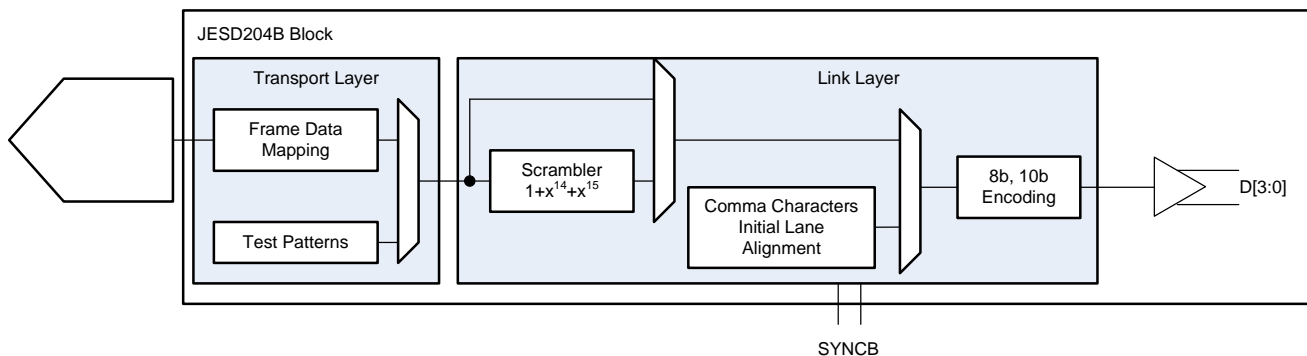 JESD204B Block
Transport Layer
Frame Data
Mapping
Test Patterns
Link Layer
Scrambler
1+x¹⁴+x¹⁵
Comma Characters
Initial Lane
Alignment
8b, 10b
Encoding
D[3:0]
SYNCB